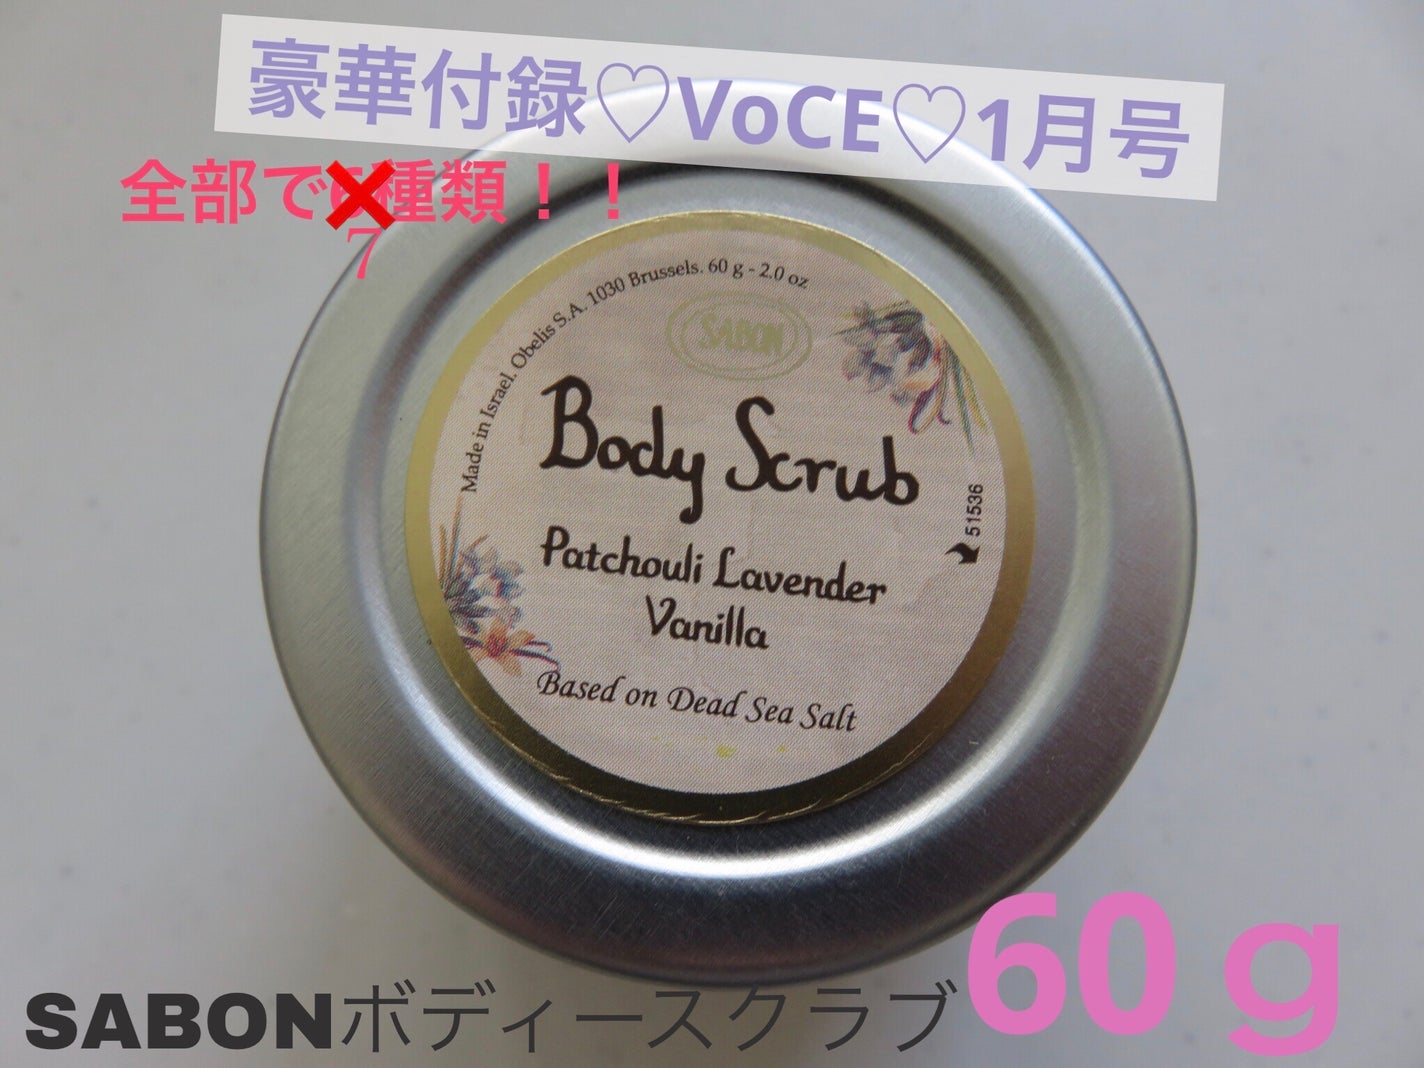 豪華付録♡VoCE♡1月号
全部で6種類！！
7
Made in Israel. Obelis S.A. 1030 Brussels. 60 g - 2.0 oz
SABON
Body Scrub
51536
Patchouli Lavender
Vanilla
Based on Dead Sea Salt
60 g
SABONボディースクラブ